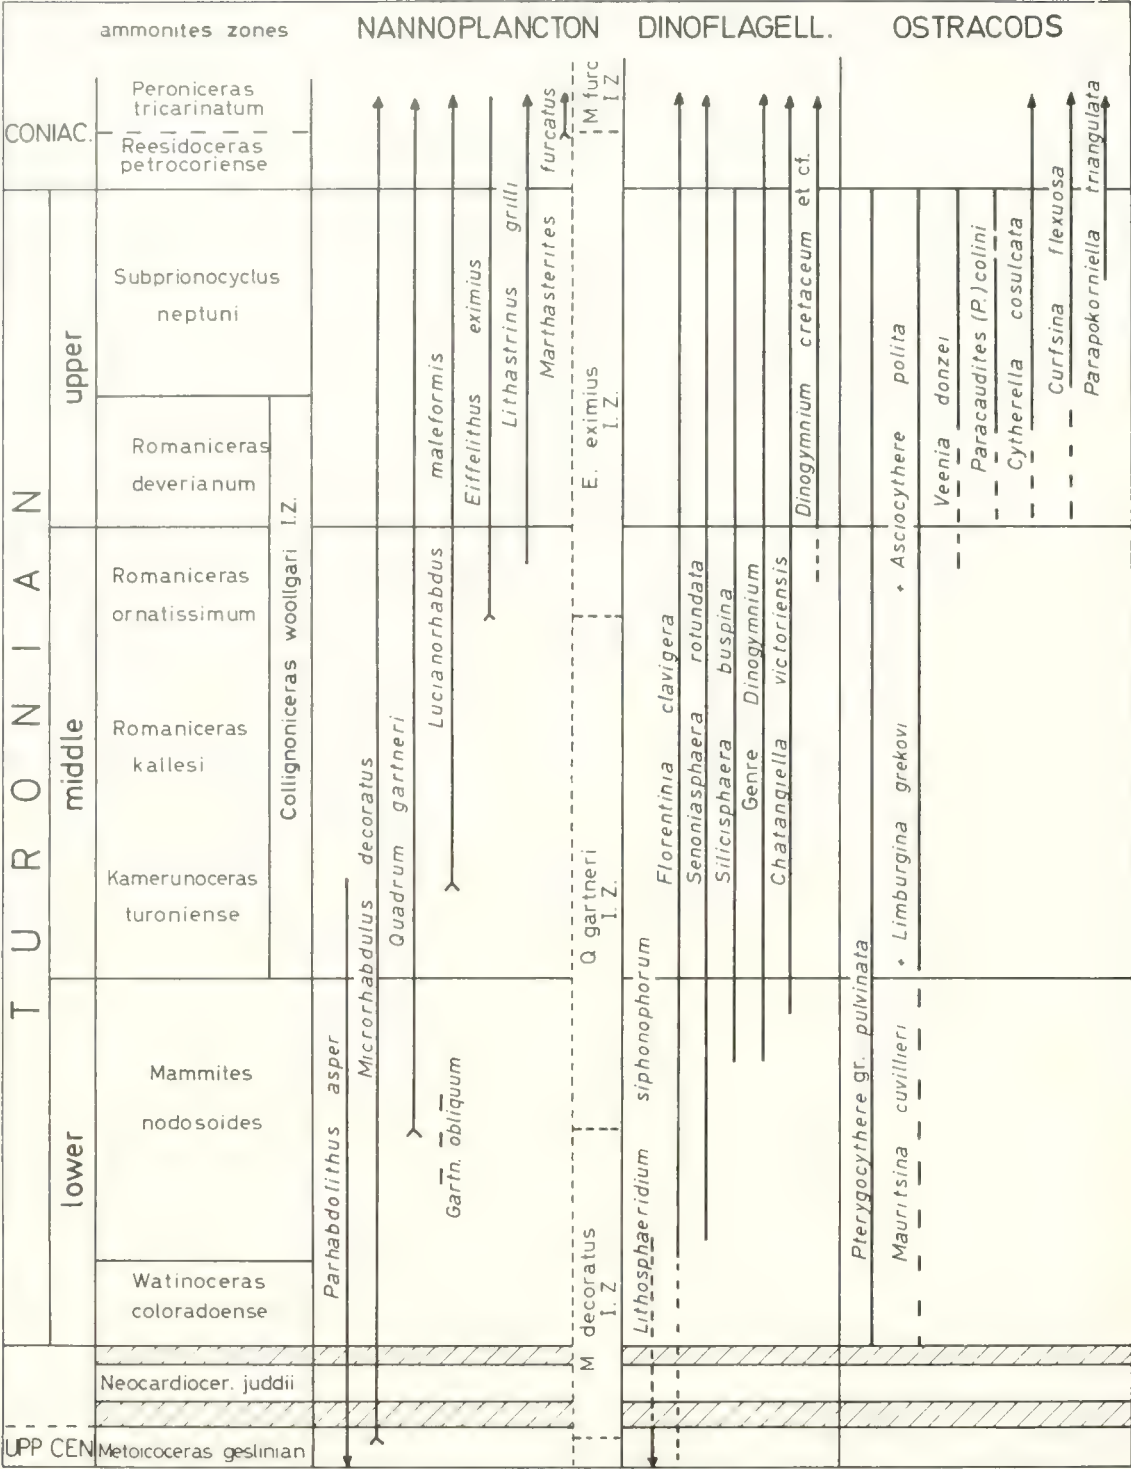 ammonites zones
NANNOPLANCTON
DINOFLAGELL.
OSTRACODS
CONIAC.
Peroniceras
tricarinatum
Reesidoceras
petrocoriense
TURONIAN
upper
Subprionocyclus
neptuni
Romaniceras
deverianum
middle
Romaniceras
ornatissimum
Romaniceras
kallesi
Kamerunoceras
turoniense
Collignoniceras woollgari I.Z.
lower
Mammites
nodosoides
Watinoceras
coloradoense
Neocardiocer. juddii
UPP CEN
Metoicoceras geslinian
Parhabdolithus asper
Microrhabdulus decoratus
Quadrum gartneri
Gartn. obliquum
Lucianorhabdus maleformis
Eiffelithus eximius
Lithastrinus grilli
Marthasterites furcatus
M furc
I Z
E. eximius
I. Z.
Q gartneri
I. Z.
M decoratus
I. Z
Lithosphaeridium siphonophorum
Florentinia clavigera
Senoniasphaera rotundata
Silicisphaera buspina
Genre Dinogymnium
Chatangiella victoriensis
Dinogymnium cretaceum et cf.
Pterygocythere gr. pulvinata
Mauritsina cuvillieri + Limburgina grekovi + Asciocythere polita
Veenia donzei
Paracaudites (P.) colini
Cytherella cosulcata
Curfsina flexuosa
Parapokorniella triangulata